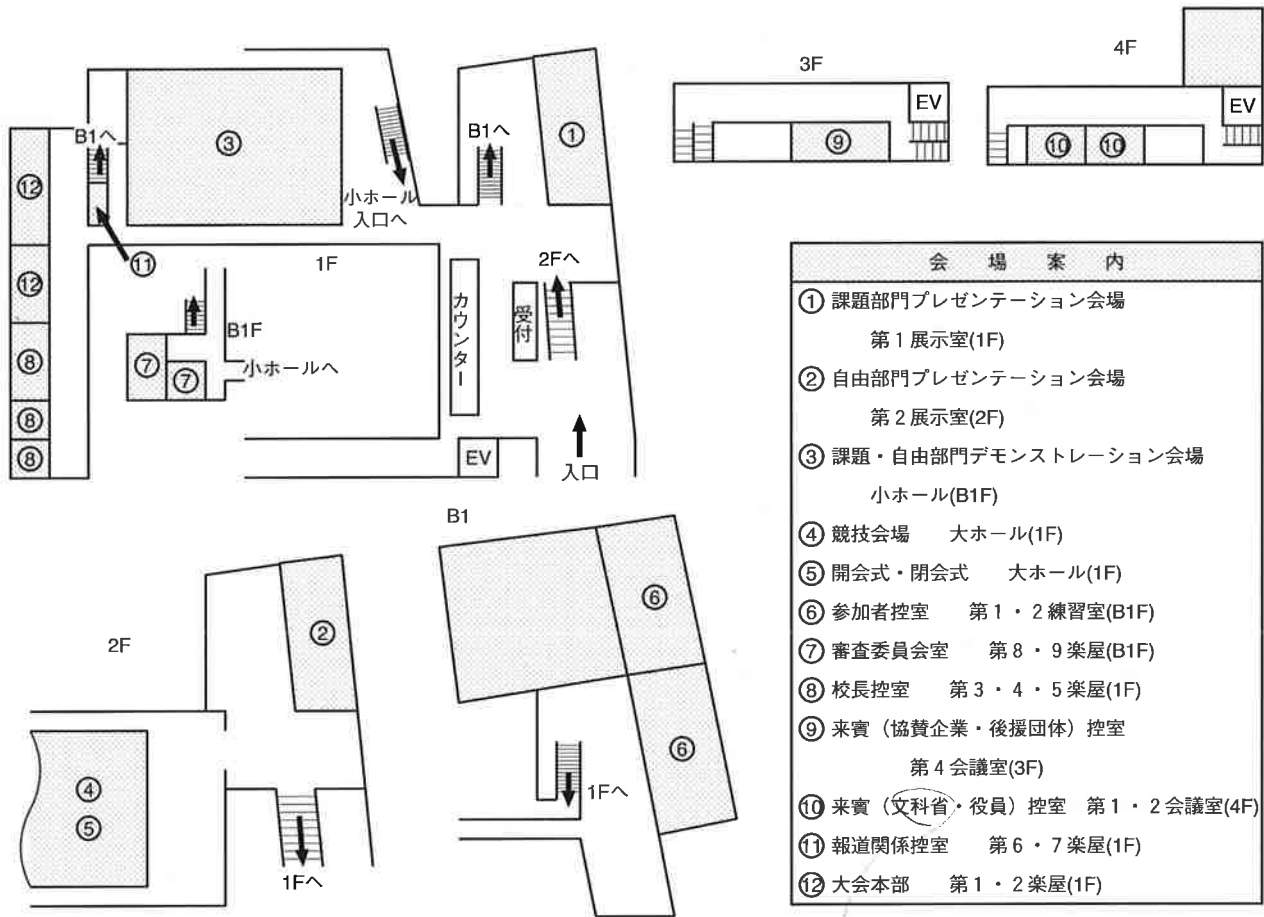 3F
4F
EV
EV
⑨
⑩
⑩
B1へ
③
B1へ
①
⑫
小ホール
入口へ
⑪
1F
2Fへ
⑫
カウンター
受付
B1F
⑧
⑦
⑦
小ホールへ
⑧
⑧
EV
入口
B1
⑥
②
2F
⑥
④
⑤
1Fへ
1Fへ
会場案内
① 課題部門プレゼンテーション会場
第1展示室(1F)
② 自由部門プレゼンテーション会場
第2展示室(2F)
③ 課題・自由部門デモンストレーション会場
小ホール(B1F)
④ 競技会場 大ホール(1F)
⑤ 開会式・閉会式 大ホール(1F)
⑥ 参加者控室 第1・2練習室(B1F)
⑦ 審査委員会室 第8・9楽屋(B1F)
⑧ 校長控室 第3・4・5楽屋(1F)
⑨ 来賓（協賛企業・後援団体）控室
第4会議室(3F)
⑩ 来賓（文科省・役員）控室 第1・2会議室(4F)
⑪ 報道関係控室 第6・7楽屋(1F)
⑫ 大会本部 第1・2楽屋(1F)